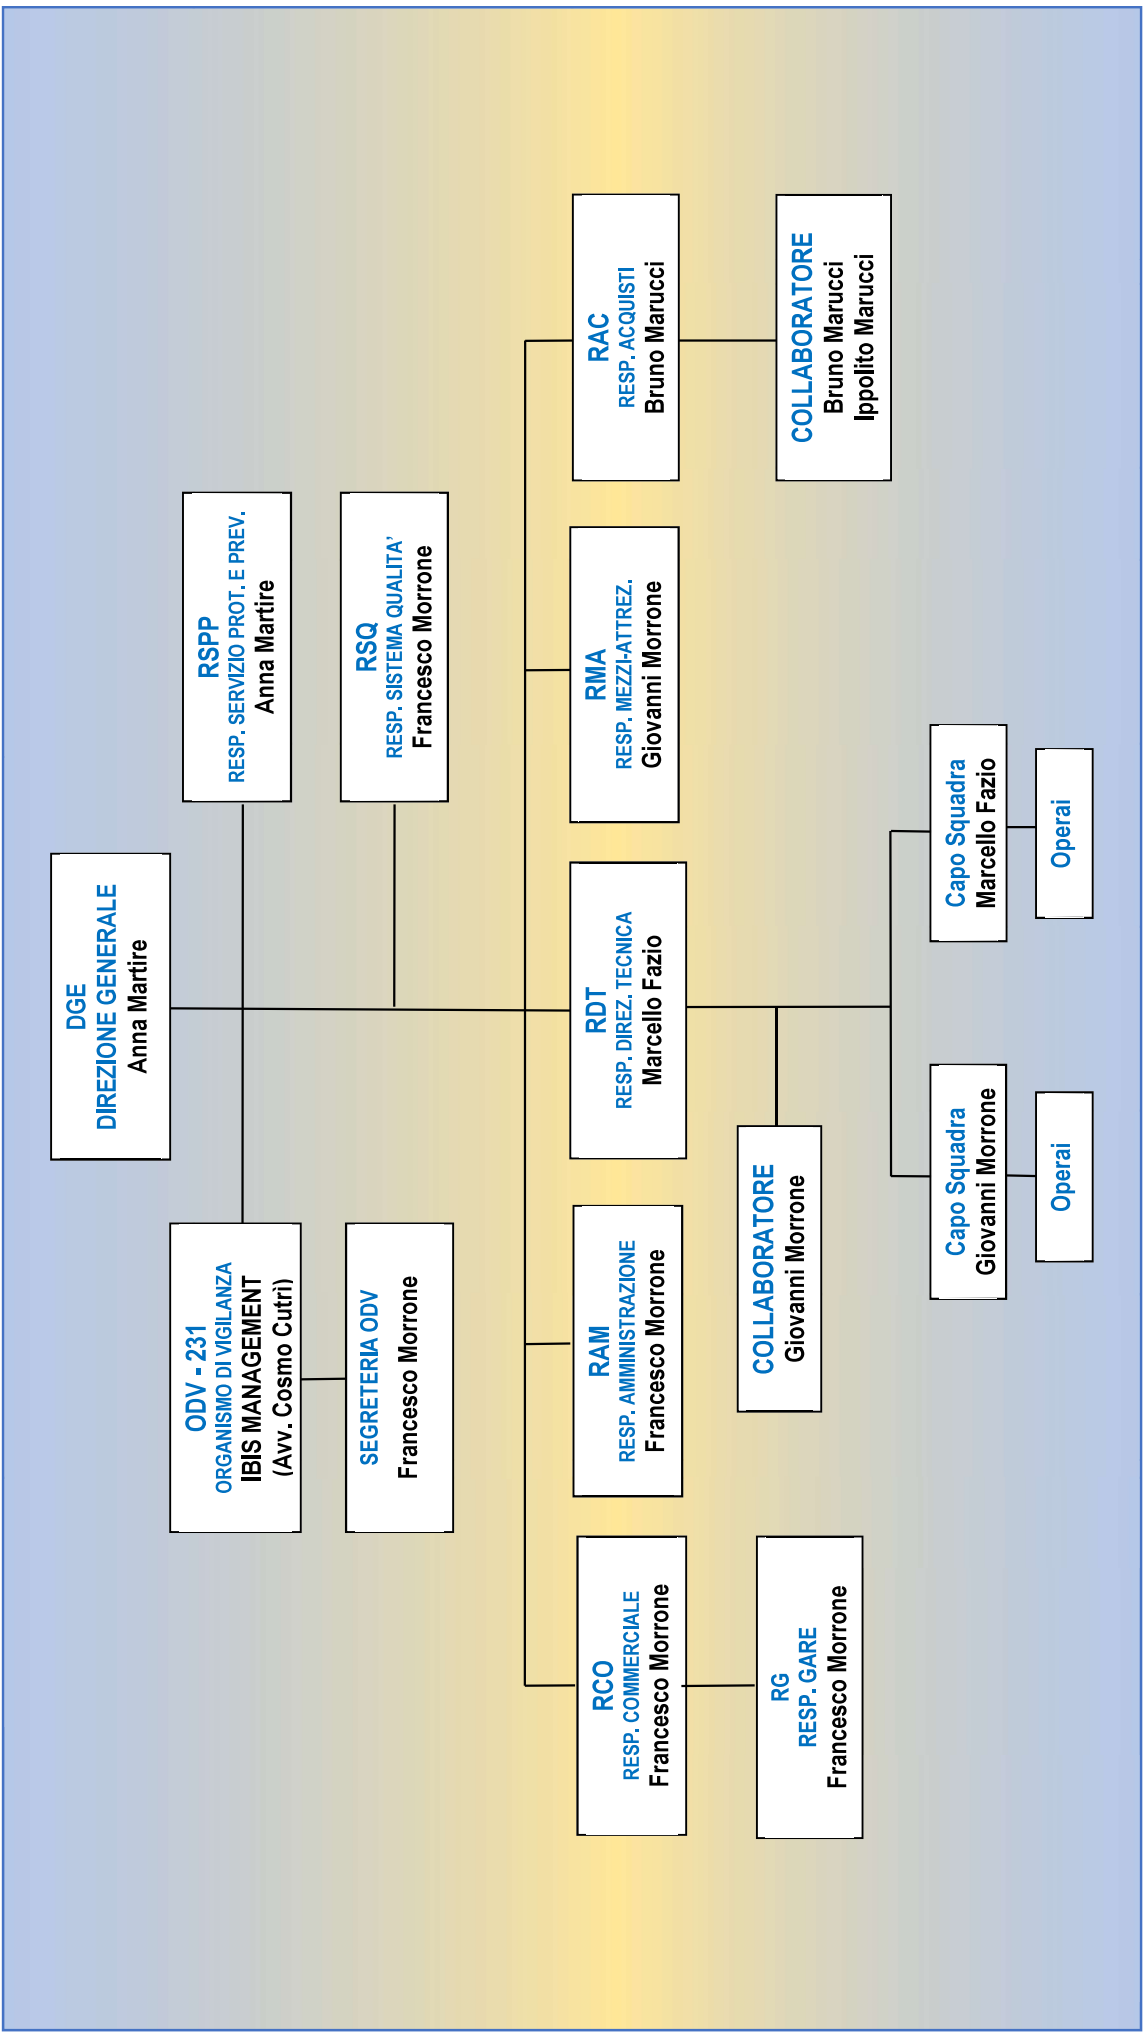 DGE
DIREZIONE GENERALE
Anna Martire
ODV - 231
ORGANISMO DI VIGILANZA
IBIS MANAGEMENT
(Avv. Cosmo Cutrì)
RSPP
RESP. SERVIZIO PROT. E PREV.
Anna Martire
SEGRETERIA ODV
Francesco Morrone
RSQ
RESP. SISTEMA QUALITA’
Francesco Morrone
RCO
RESP. COMMERCIALE
Francesco Morrone
RAM
RESP. AMMINISTRAZIONE
Francesco Morrone
RDT
RESP. DIREZ. TECNICA
Marcello Fazio
RMA
RESP. MEZZI-ATTREZ.
Giovanni Morrone
RAC
RESP. ACQUISTI
Bruno Marucci
RG
RESP. GARE
Francesco Morrone
COLLABORATORE
Giovanni Morrone
COLLABORATORE
Bruno Marucci
Ippolito Marucci
Capo Squadra
Giovanni Morrone
Capo Squadra
Marcello Fazio
Operai
Operai